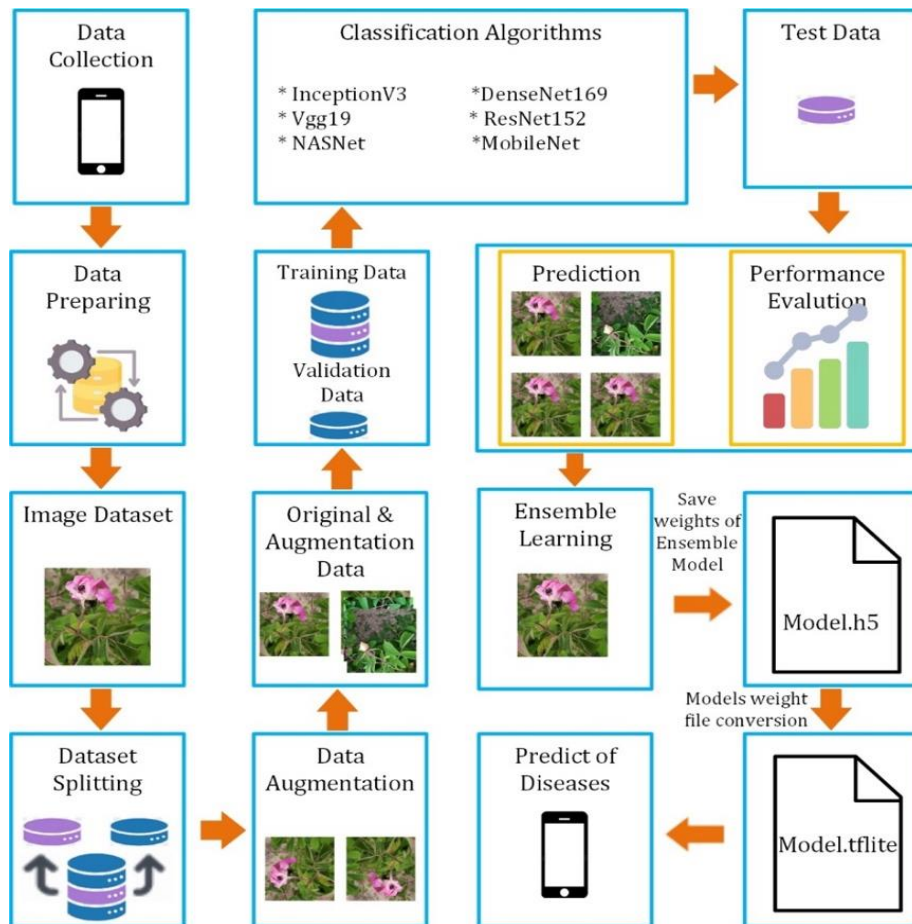 Data
Collection
Data
Preparing
Image Dataset
Dataset
Splitting
Data
Augmentation
Original &
Augmentation
Data
Training Data
Validation
Data
Classification Algorithms
* InceptionV3
* Vgg19
* NASNet
*DenseNet169
* ResNet152
*MobileNet
Test Data
Prediction
Performance
Evalution
Ensemble
Learning
Save
weights of
Ensemble
Model
Model.h5
Models weight
file conversion
Model.tflite
Predict of
Diseases